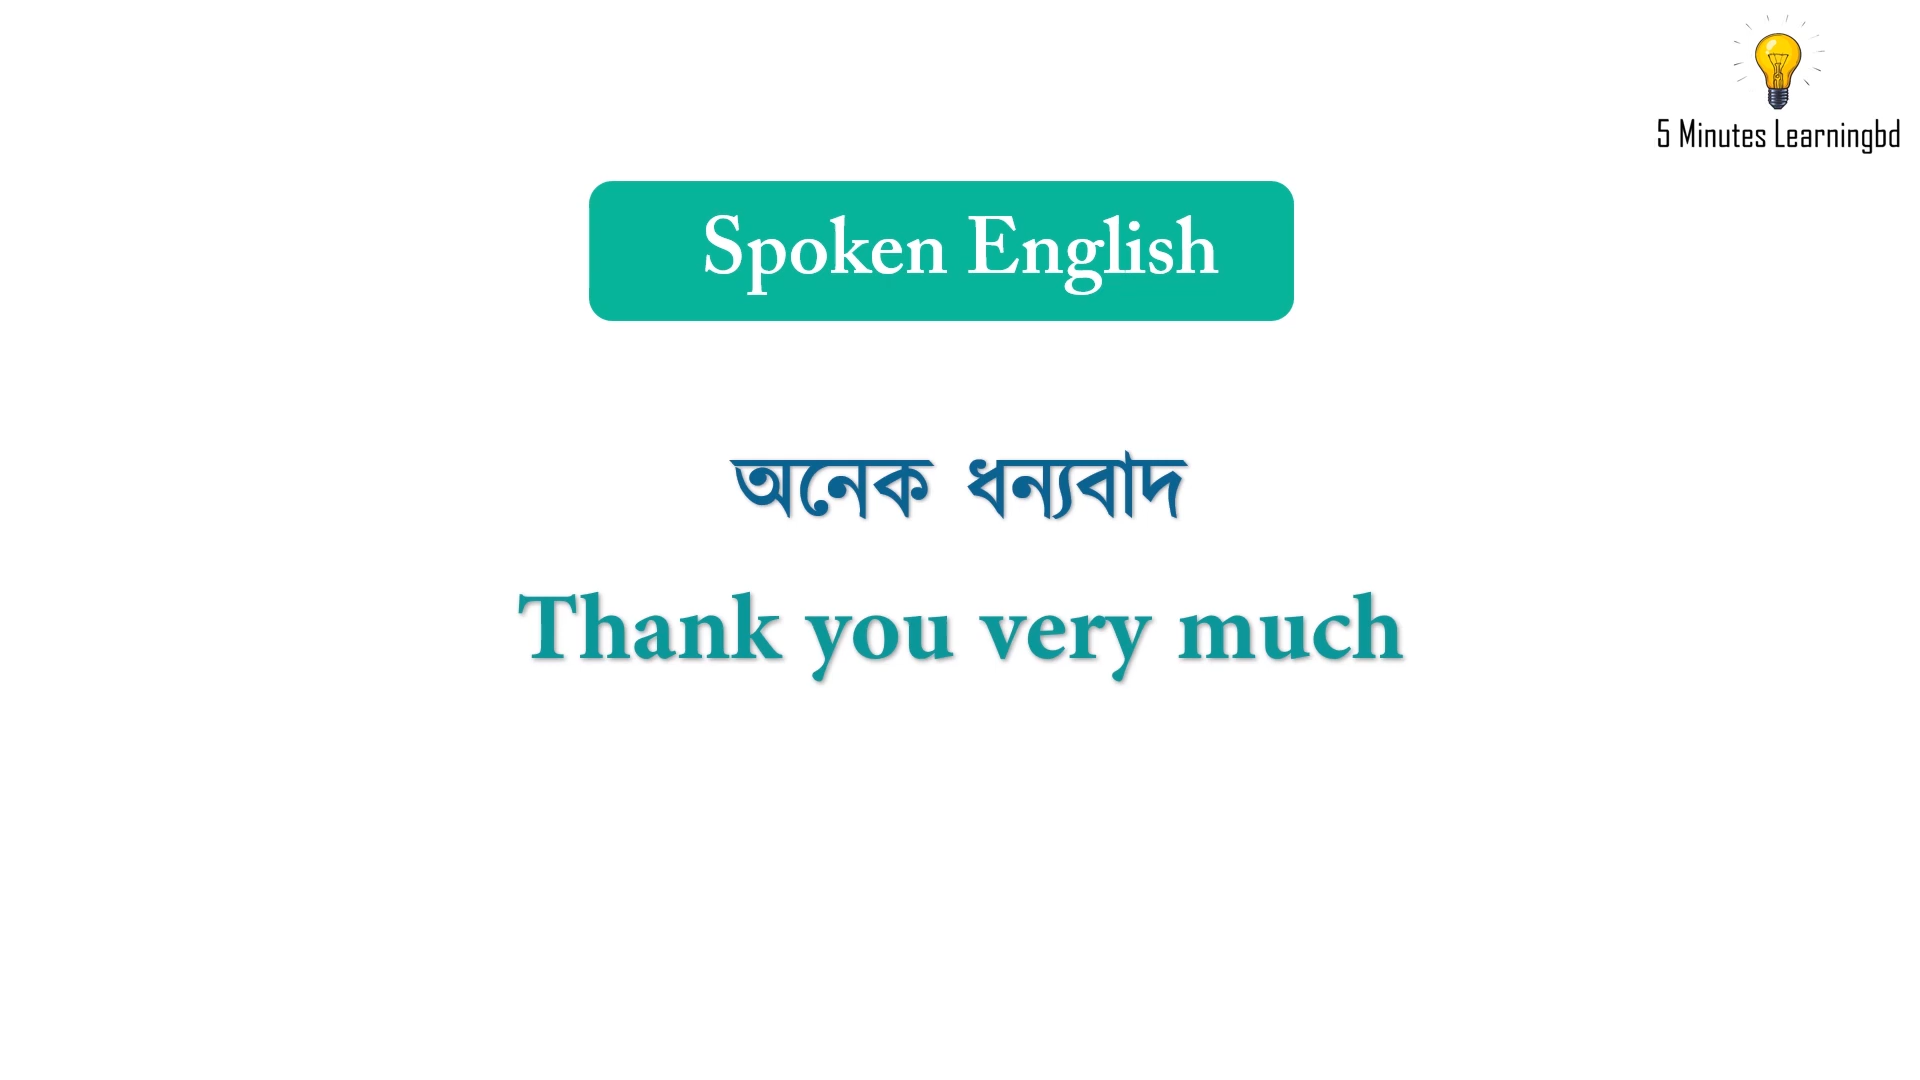 5 Minutes Learningbd
Spoken English
অনেক ধন্যবাদ
Thank you very much